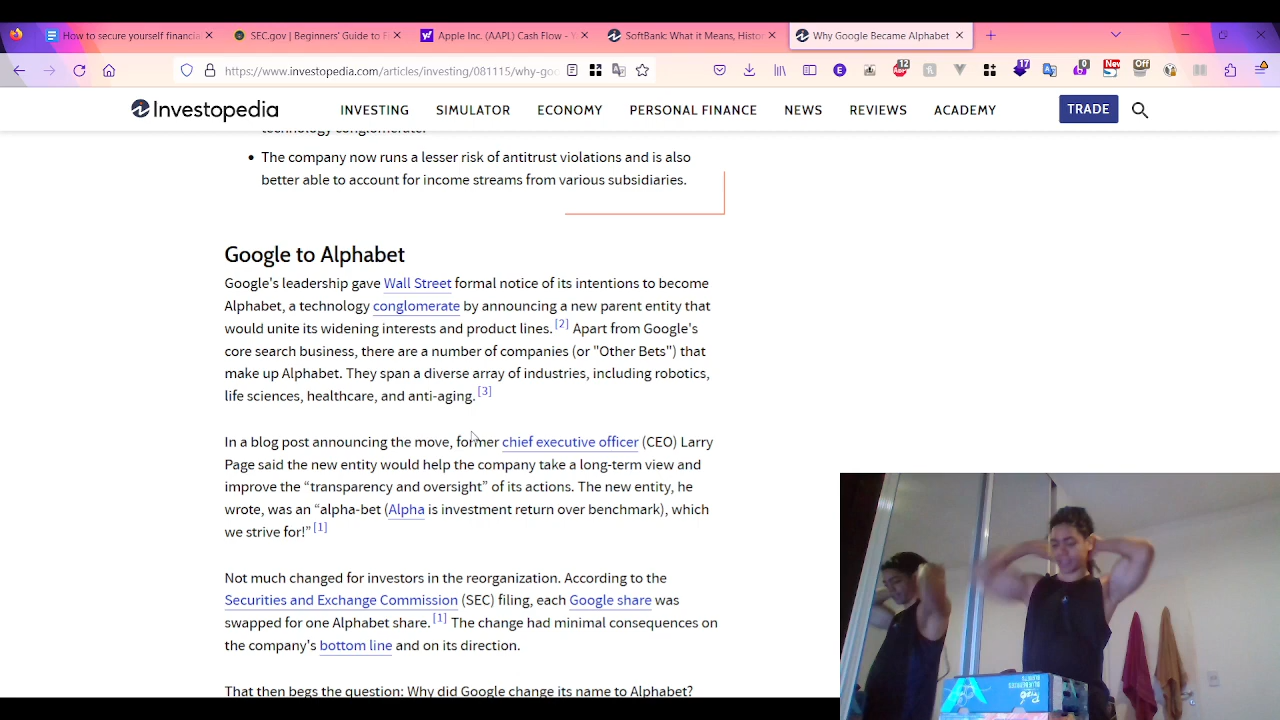 How to secure yourself financia
SEC.gov | Beginners' Guide to Fi
Apple Inc. (AAPL) Cash Flow - Y
SoftBank: What it Means, Histor
Why Google Became Alphabet
https://www.investopedia.com/articles/investing/081115/why-goo
12
17
0
New
Off
Investopedia
INVESTING
SIMULATOR
ECONOMY
PERSONAL FINANCE
NEWS
REVIEWS
ACADEMY
TRADE
technology conglomerate.
• The company now runs a lesser risk of antitrust violations and is also
better able to account for income streams from various subsidiaries.
Google to Alphabet
Google's leadership gave Wall Street formal notice of its intentions to become
Alphabet, a technology conglomerate by announcing a new parent entity that
would unite its widening interests and product lines.[2] Apart from Google's
core search business, there are a number of companies (or "Other Bets") that
make up Alphabet. They span a diverse array of industries, including robotics,
life sciences, healthcare, and anti-aging.[3]
In a blog post announcing the move, former chief executive officer (CEO) Larry
Page said the new entity would help the company take a long-term view and
improve the “transparency and oversight” of its actions. The new entity, he
wrote, was an “alpha-bet (Alpha is investment return over benchmark), which
we strive for!”[1]
Not much changed for investors in the reorganization. According to the
Securities and Exchange Commission (SEC) filing, each Google share was
swapped for one Alphabet share.[1] The change had minimal consequences on
the company's bottom line and on its direction.
That then begs the question: Why did Google change its name to Alphabet?